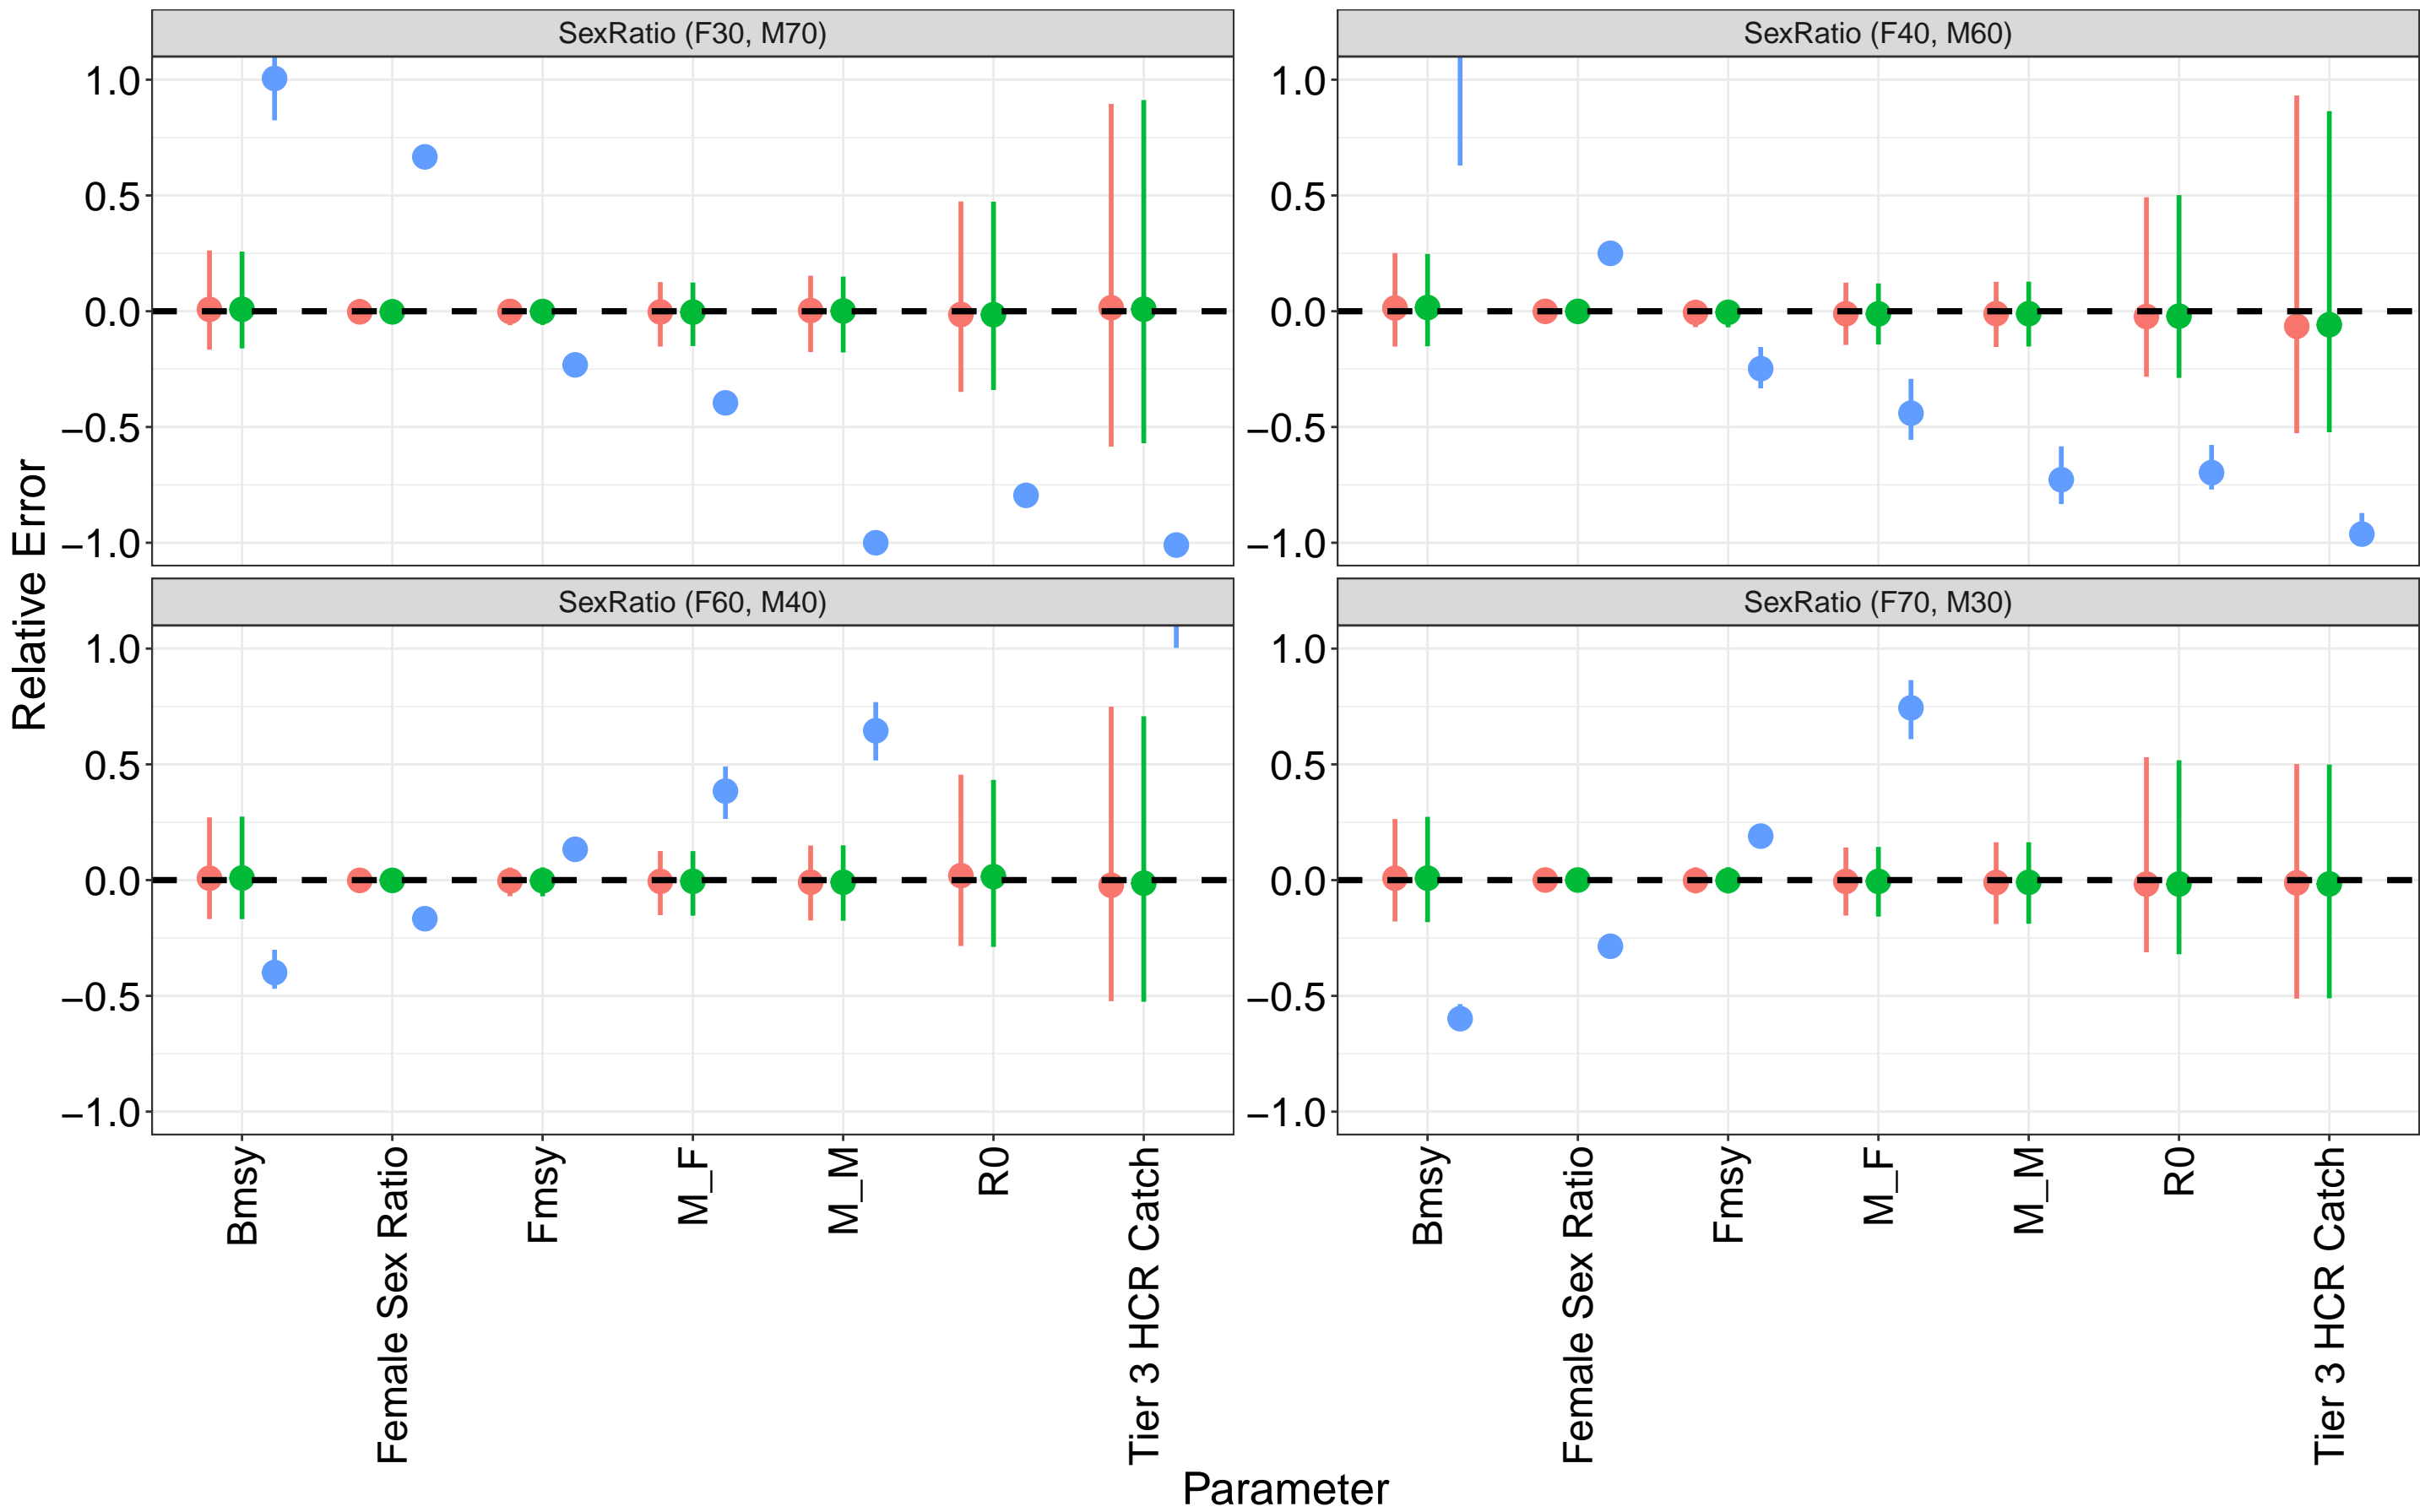 SexRatio (F30, M70)
SexRatio (F40, M60)
1.0
0.5
0.0
−0.5
−1.0
1.0
0.5
0.0
−0.5
−1.0
SexRatio (F60, M40)
SexRatio (F70, M30)
1.0
0.5
0.0
−0.5
−1.0
1.0
0.5
0.0
−0.5
−1.0
Relative Error
Bmsy
Female Sex Ratio
Fmsy
M_F
M_M
R0
Tier 3 HCR Catch
Bmsy
Female Sex Ratio
Fmsy
M_F
M_M
R0
Tier 3 HCR Catch
Parameter